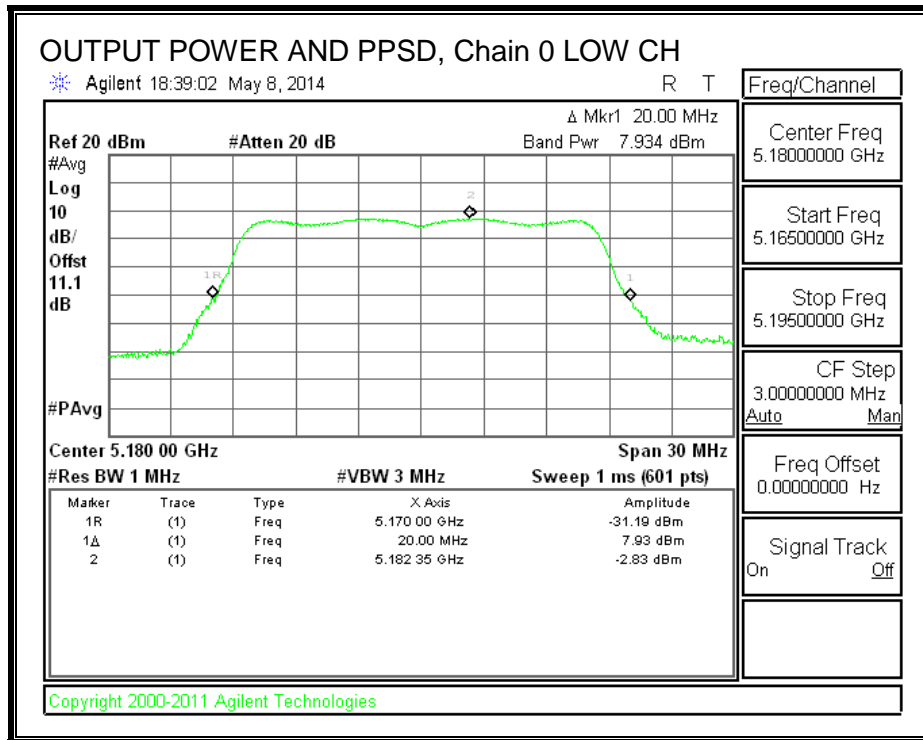 OUTPUT POWER AND PPSD, Chain 0 LOW CH
Agilent 18:39:02 May 8, 2014 R T
Δ Mkr1 20.00 MHz
Ref 20 dBm #Atten 20 dB Band Pwr 7.934 dBm
#Avg
Log
10
dB/
Offst
11.1
dB
#PAvg
1R
2
1
Center 5.180 00 GHz Span 30 MHz
#Res BW 1 MHz #VBW 3 MHz Sweep 1 ms (601 pts)
Marker Trace Type X Axis Amplitude
1R (1) Freq 5.170 00 GHz -31.19 dBm
1Δ (1) Freq 20.00 MHz 7.93 dBm
2 (1) Freq 5.182 35 GHz -2.83 dBm
Freq/Channel
Center Freq
5.18000000 GHz
Start Freq
5.16500000 GHz
Stop Freq
5.19500000 GHz
CF Step
3.00000000 MHz
Auto Man
Freq Offset
0.00000000 Hz
Signal Track
On Off
Copyright 2000-2011 Agilent Technologies